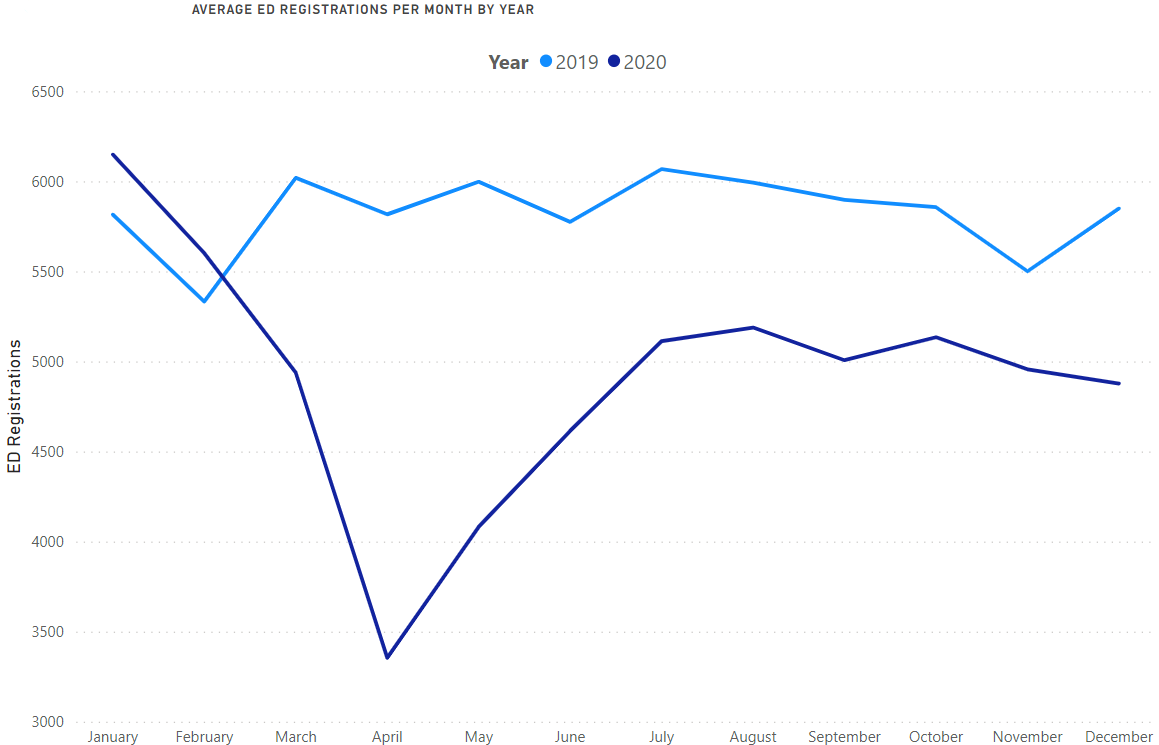 AVERAGE ED REGISTRATIONS PER MONTH BY YEAR
Year 2019 2020
6500
6000
5500
5000
4500
4000
3500
3000
ED Registrations
January February March April May June July August September October November December